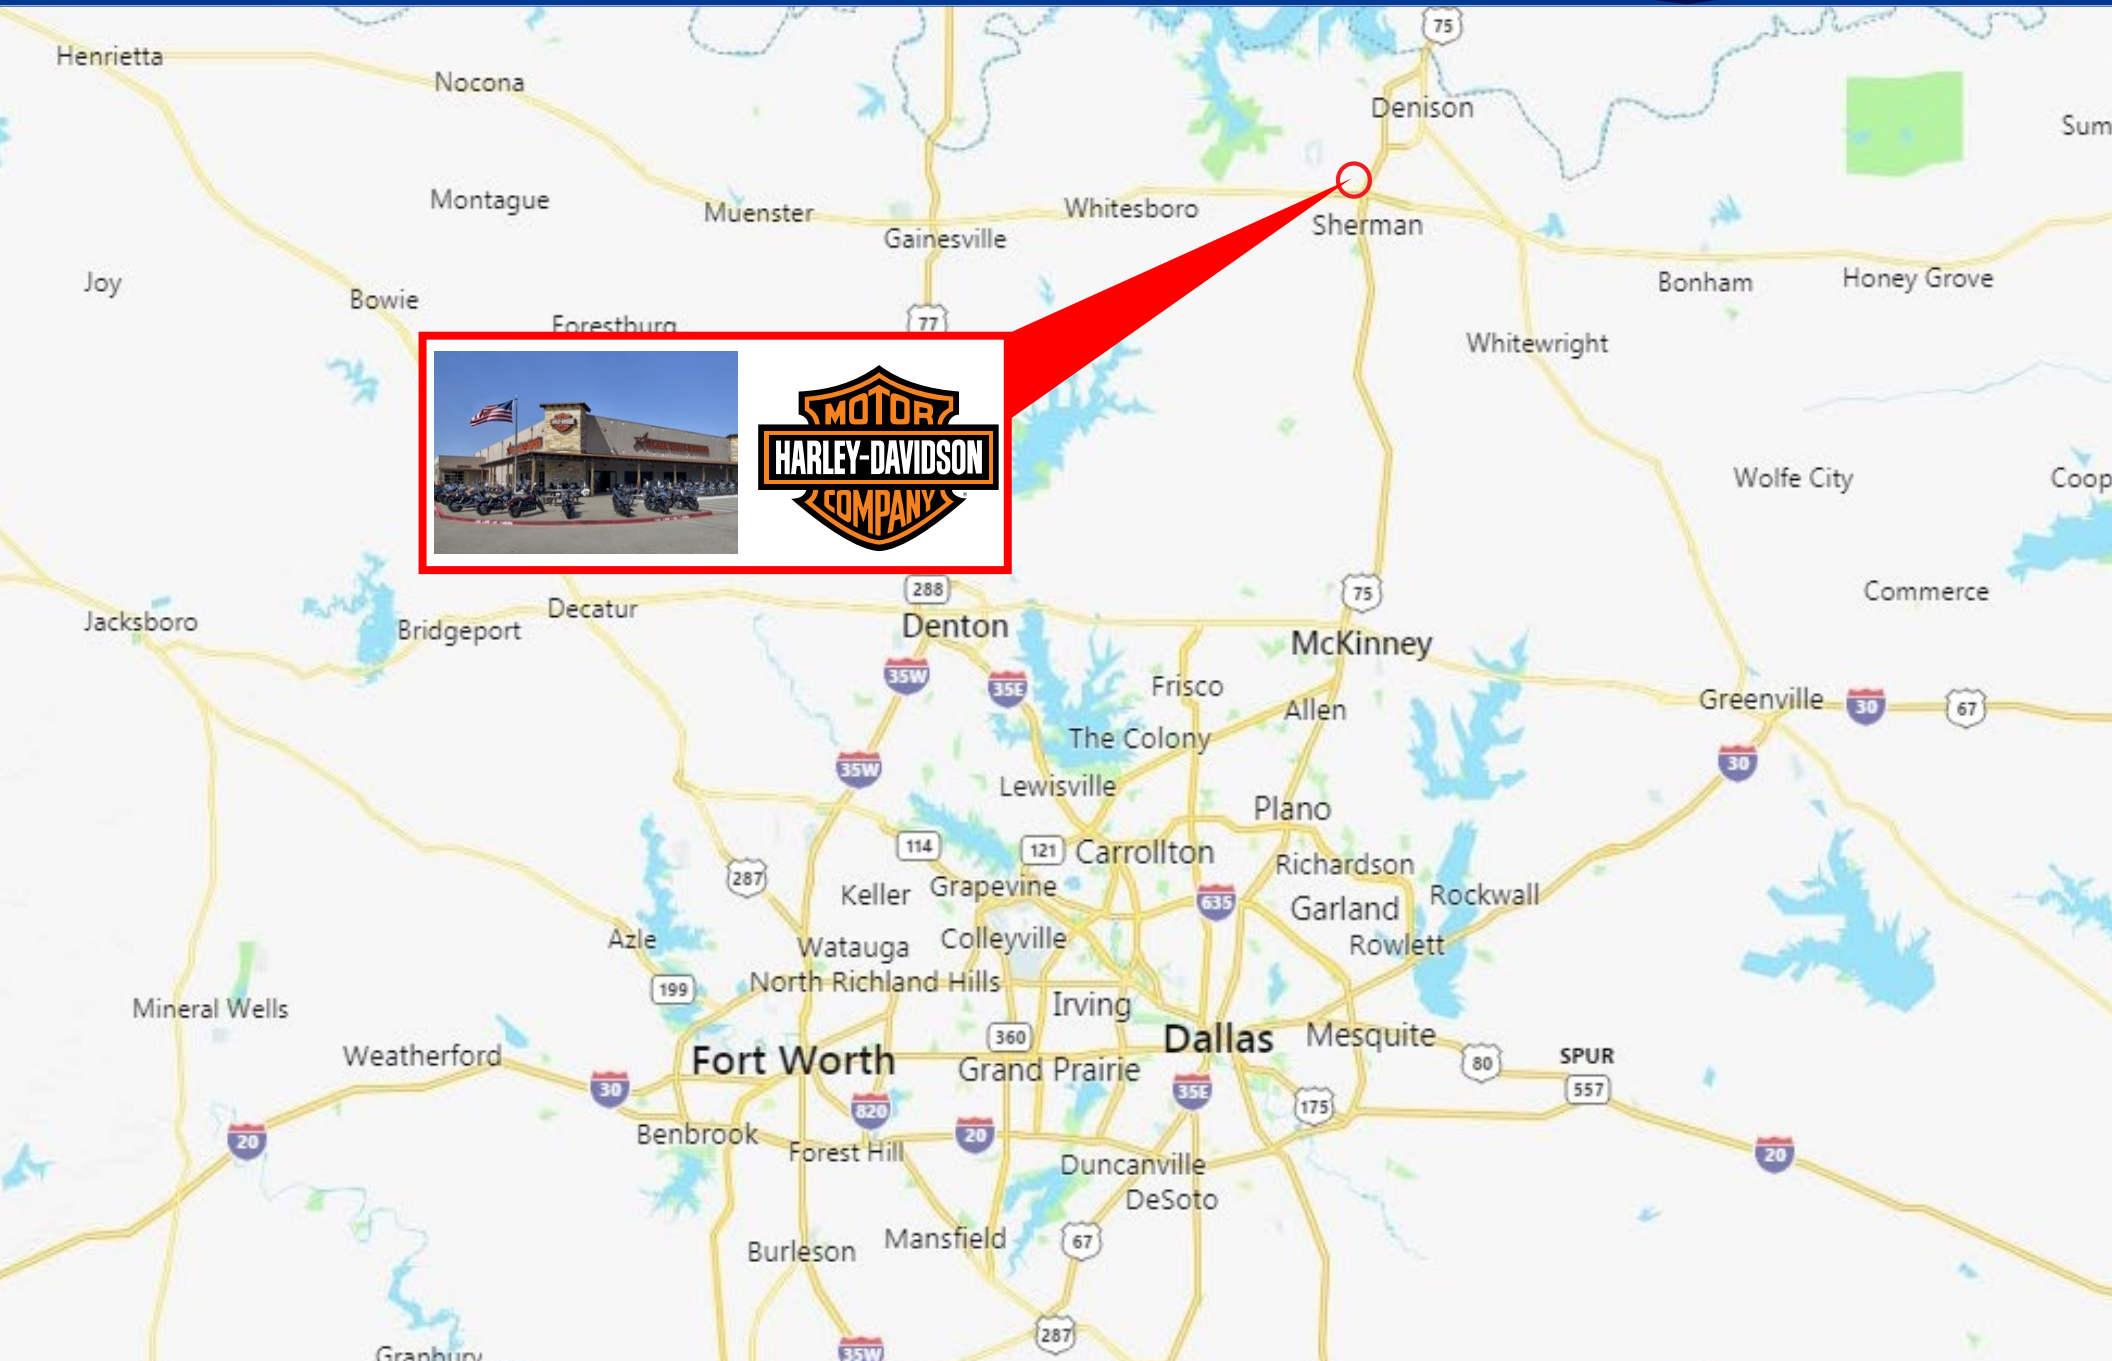 75
Henrietta
Nocona
Denison
Sum
Montague
Muenster
Whitesboro
Sherman
Gainesville
Joy
Bowie
Bonham
Honey Grove
Forestburg
77
Whitewright
MOTOR
HARLEY-DAVIDSON
COMPANY
Wolfe City
Coop
288
75
Commerce
Jacksboro
Bridgeport
Decatur
Denton
McKinney
35W
35E
Frisco
Allen
Greenville
30
67
The Colony
35W
30
Lewisville
Plano
114
121
Carrollton
Richardson
287
Keller
Grapevine
635
Garland
Rockwall
Azle
Watauga
Colleyville
Rowlett
199
North Richland Hills
Irving
Mineral Wells
360
Dallas
Mesquite
Weatherford
Fort Worth
Grand Prairie
80
SPUR
557
30
820
35E
175
20
Benbrook
Forest Hill
20
Duncanville
20
DeSoto
Burleson
Mansfield
67
287
35W
Granbury